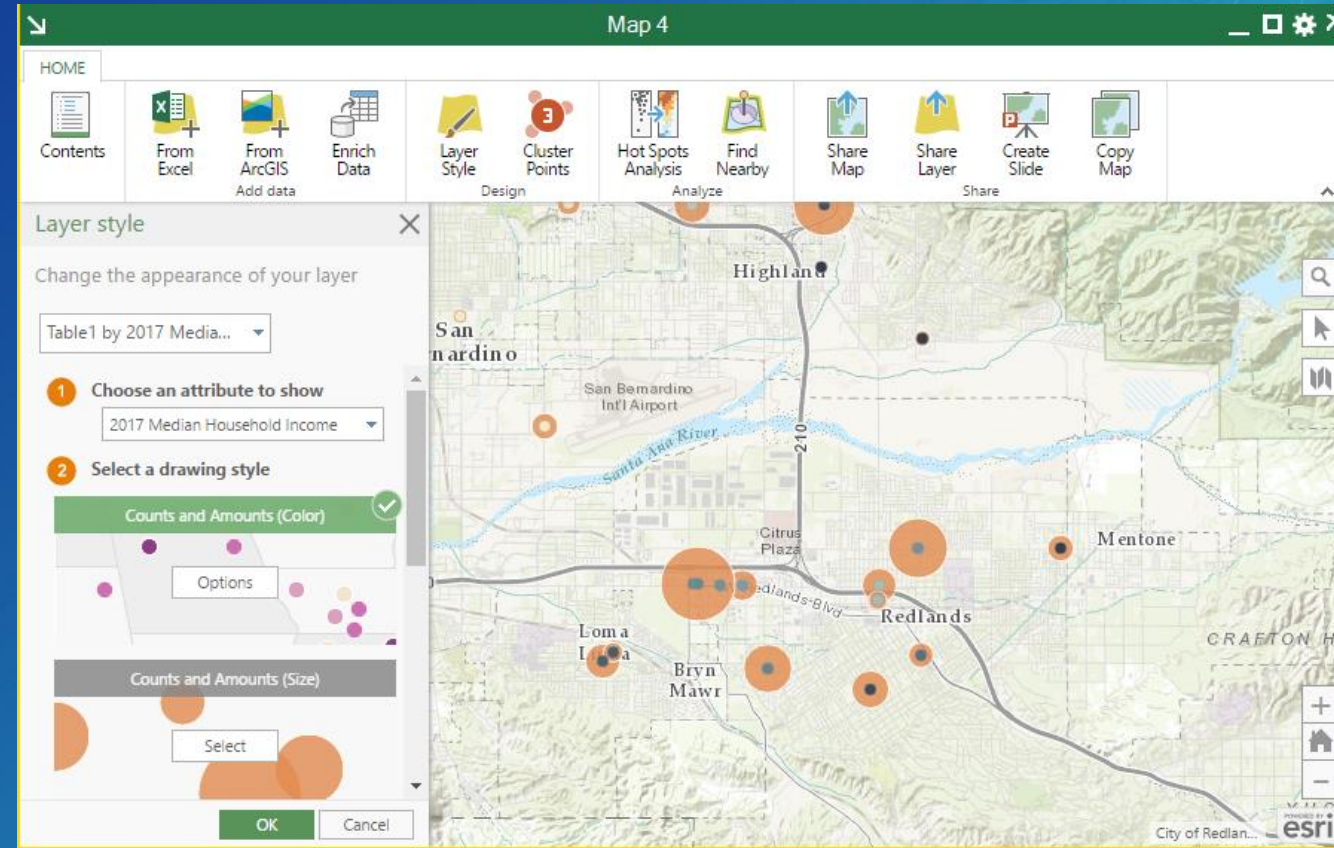 Map 4
HOME
Contents
From
Excel
From
ArcGIS
Enrich
Data
Add data
Layer
Style
Cluster
Points
3
Design
Hot Spots
Analysis
Find
Nearby
Analyze
Share
Map
Share
Layer
P
Create
Slide
Copy
Map
Share
Layer style
Change the appearance of your layer
Table1 by 2017 Media...
1 Choose an attribute to show
2017 Median Household Income
2 Select a drawing style
Counts and Amounts (Color)
Options
Counts and Amounts (Size)
Select
OK
Cancel
Highland
San
nardino
San Bernardino
Int'l Airport
Santa Ana River
210
Citrus
Plaza
Mentone
Redlands
Loma
Bryn
Mawr
CRAFTON H
City of Redlan...
esri